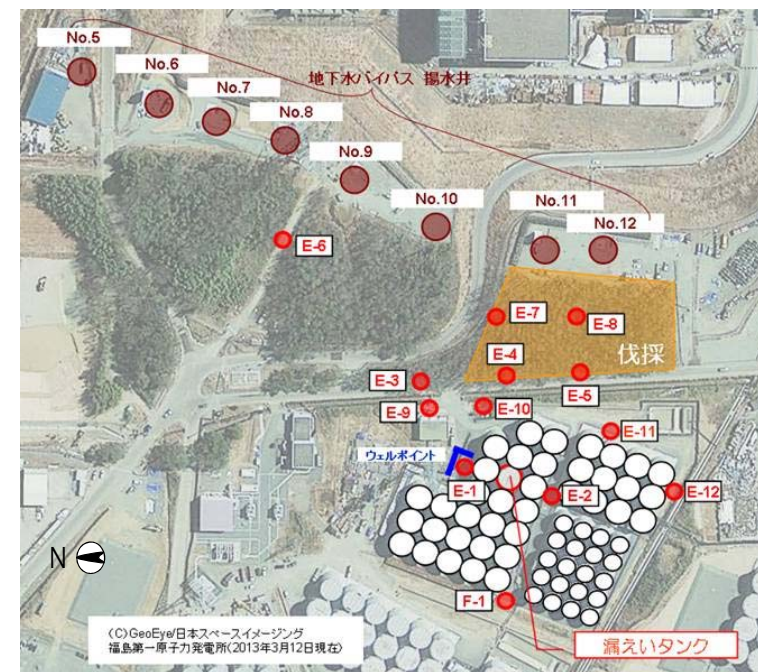 No.5
No.6
No.7
地下水バイパス 揚水井
No.8
No.9
No.10
No.11
No.12
E-6
E-7
E-8
伐採
E-4
E-3
E-5
E-9
E-10
E-11
ウェルポイント
E-1
E-2
E-12
N
F-1
(C)GeoEye/日本スペースイメージング
福島第一原子力発電所(2013年3月12日現在)
漏えいタンク